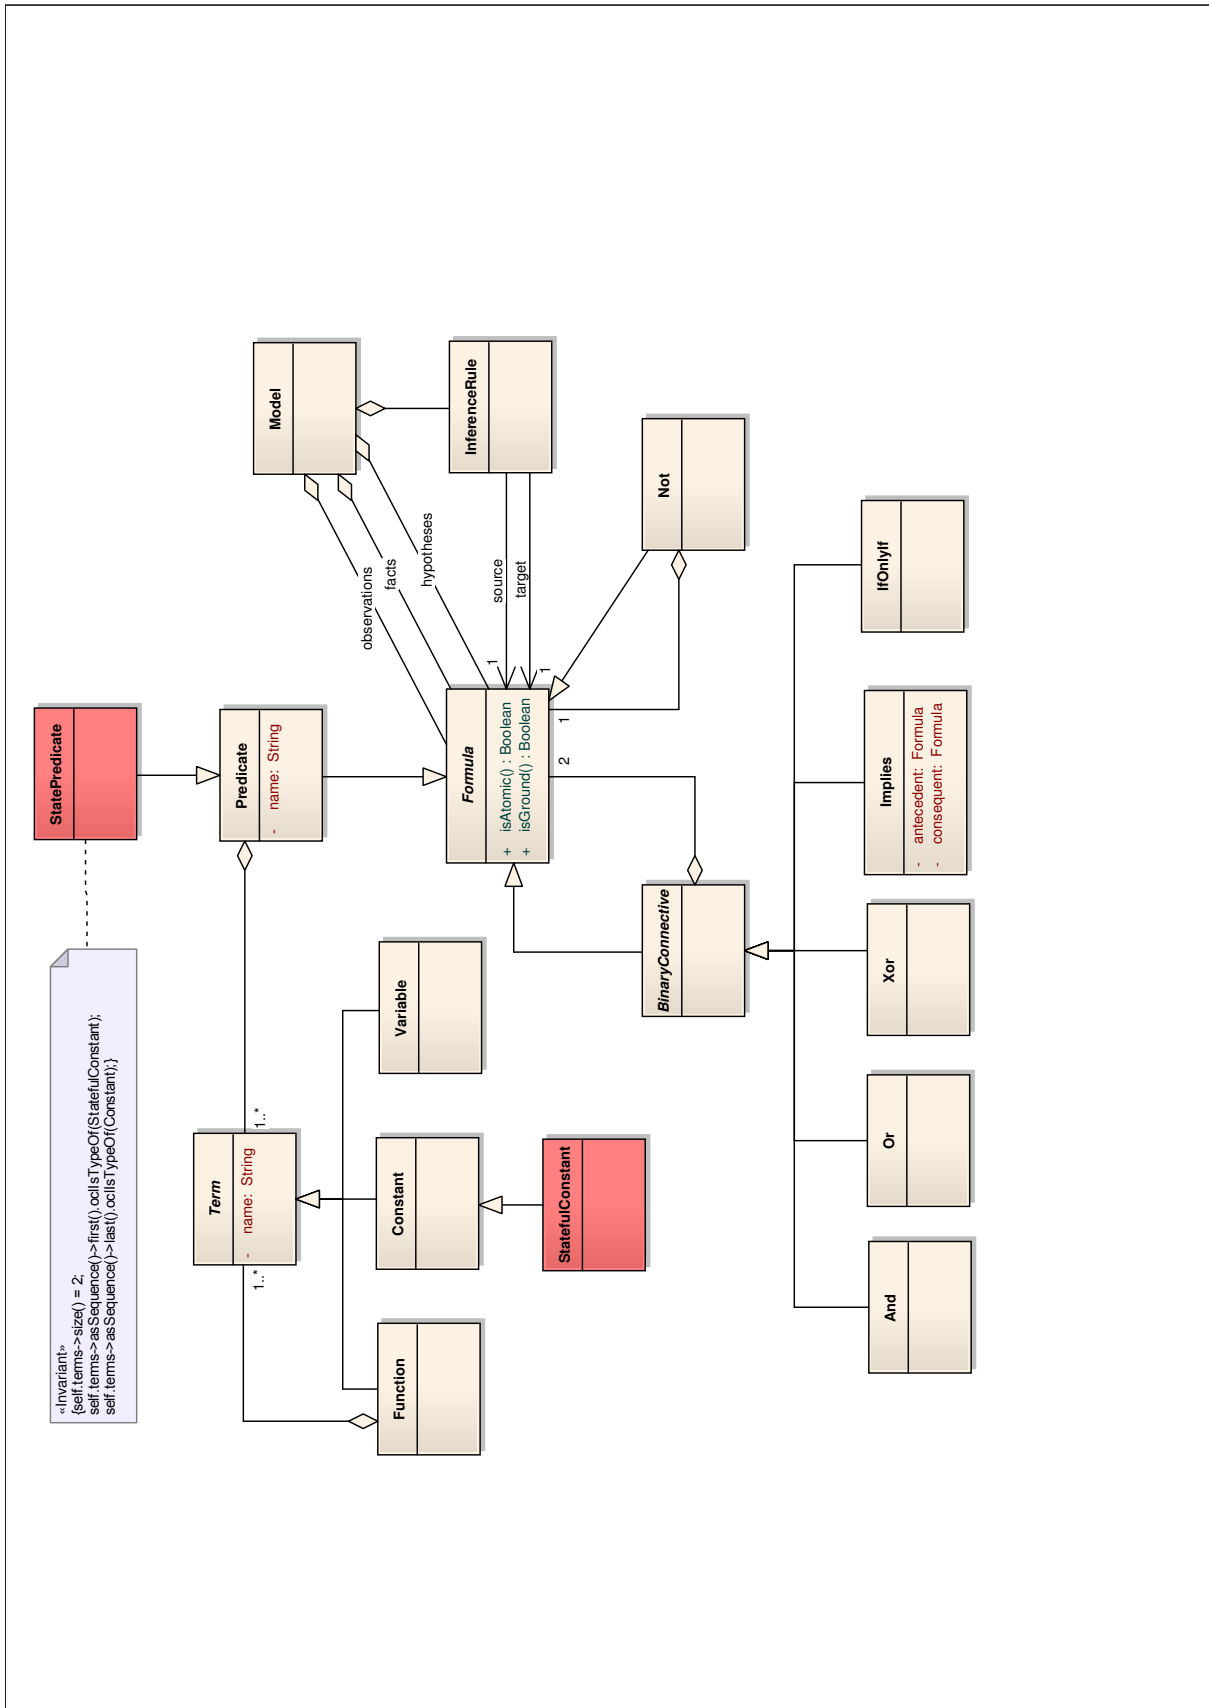 «Invariant»
{self.terms->size() = 2;
self.terms->asSequence()->first().oclIsTypeOf(StatefulConstant);
self.terms->asSequence()->last().oclIsTypeOf(Constant);}
StatePredicate
Term
- name: String
1..*
1..*
Predicate
- name: String
Model
Function
Constant
Variable
observations
facts
hypotheses
Formula
+ isAtomic() : Boolean
+ isGround() : Boolean
1
source
target
1
InferenceRule
StatefulConstant
2
1
BinaryConnective
Not
And
Or
Xor
Implies
- antecedent: Formula
- consequent: Formula
IfOnlyIf